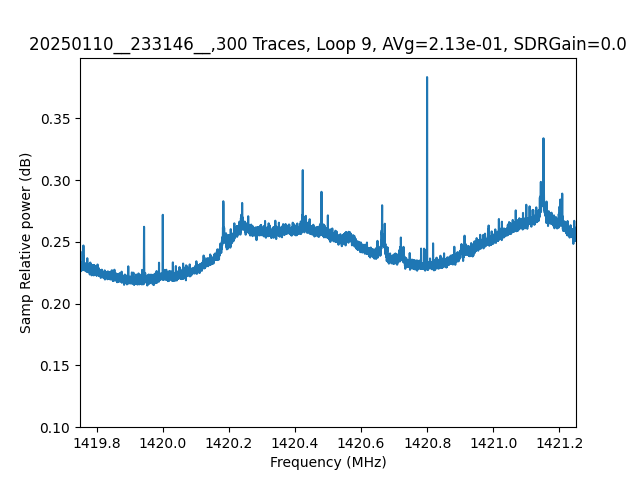 20250110__233146__,300 Traces, Loop 9, AVg=2.13e-01, SDRGain=0.0
Samp Relative power (dB)
0.35
0.30
0.25
0.20
0.15
0.10
1419.8 1420.0 1420.2 1420.4 1420.6 1420.8 1421.0 1421.2
Frequency (MHz)